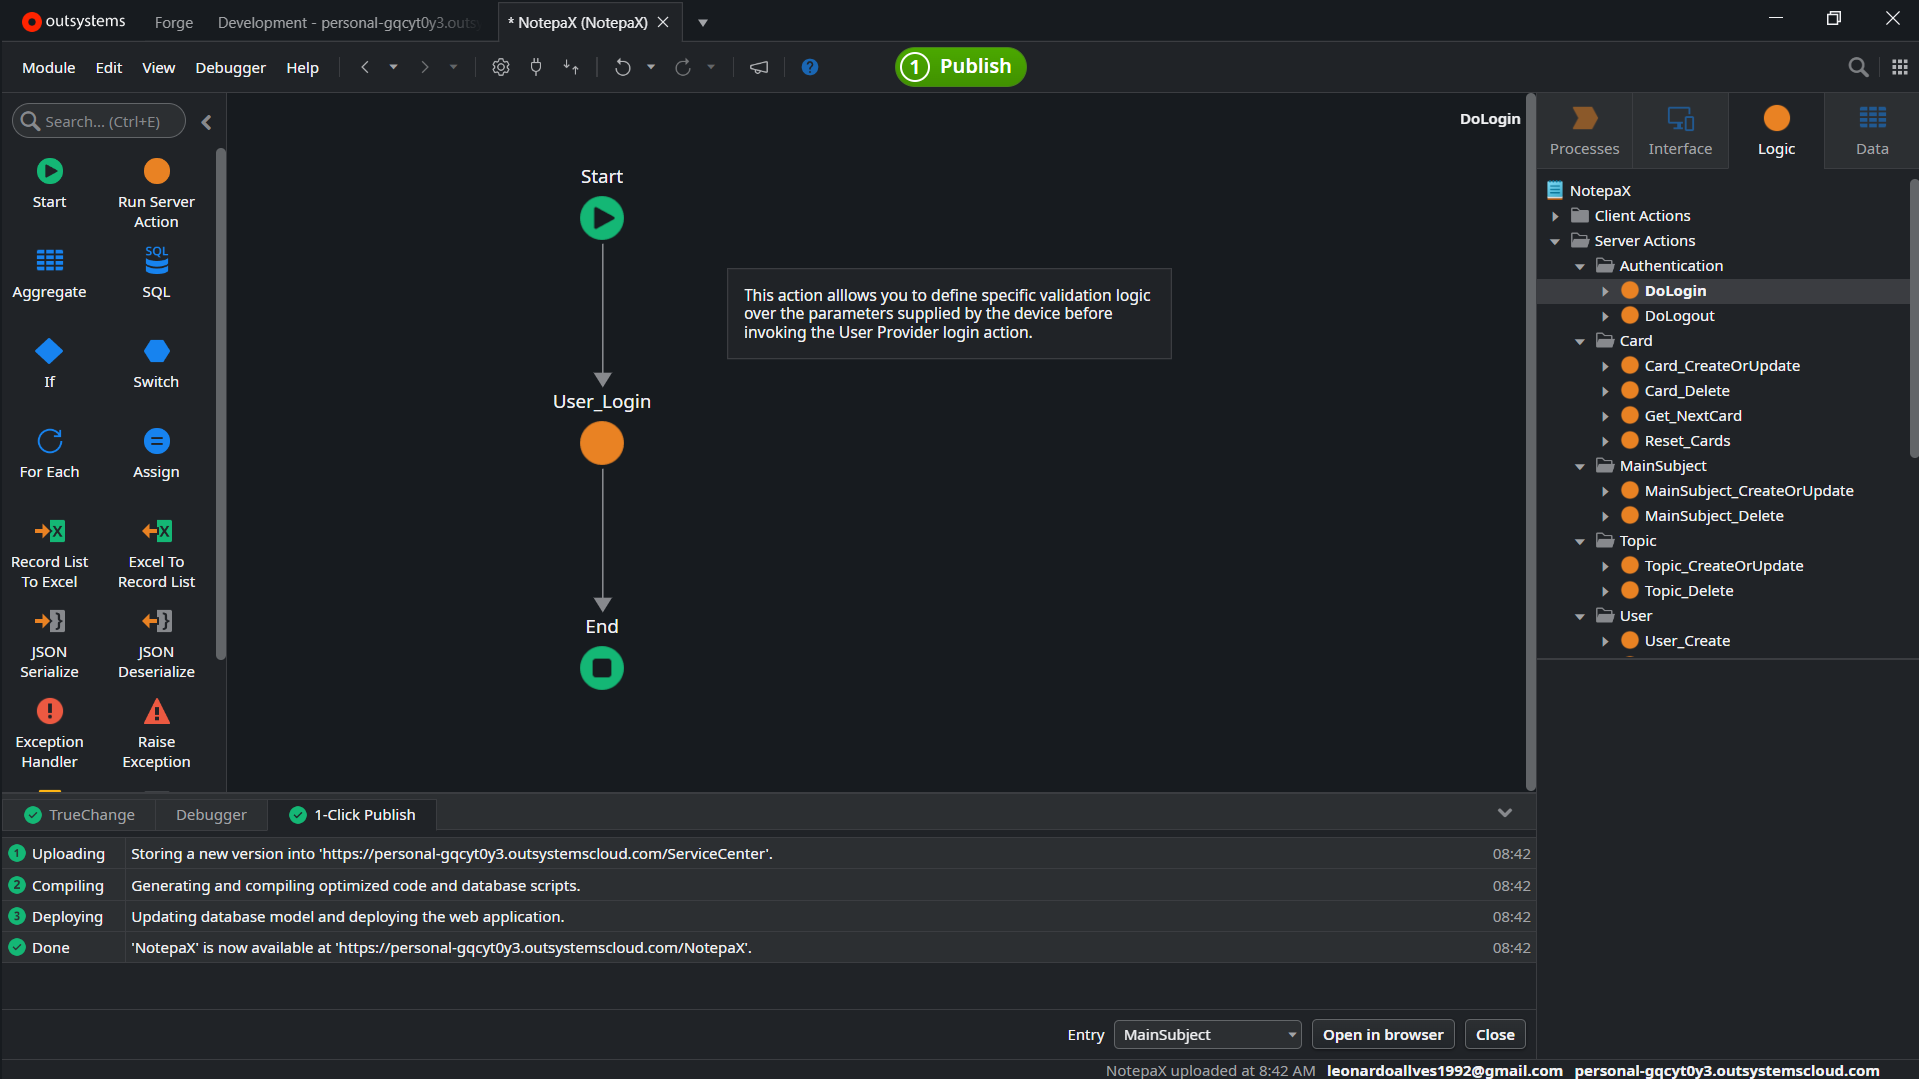 outsystems
Forge
Development - personal-gqcyt0y3.outs
* NotepaX (NotepaX)
Module
Edit
View
Debugger
Help
1
Publish
Search... (Ctrl+E)
Start
Run Server
Action
Aggregate
SQL
SQL
If
Switch
For Each
Assign
Record List
To Excel
Excel To
Record List
JSON
Serialize
JSON
Deserialize
Exception
Handler
Raise
Exception
DoLogin
Start
This action alllows you to define specific validation logic
over the parameters supplied by the device before
invoking the User Provider login action.
User_Login
End
Processes
Interface
Logic
Data
NotepaX
Client Actions
Server Actions
Authentication
DoLogin
DoLogout
Card
Card_CreateOrUpdate
Card_Delete
Get_NextCard
Reset_Cards
MainSubject
MainSubject_CreateOrUpdate
MainSubject_Delete
Topic
Topic_CreateOrUpdate
Topic_Delete
User
User_Create
TrueChange
Debugger
1-Click Publish
1 Uploading Storing a new version into 'https://personal-gqcyt0y3.outsystemscloud.com/ServiceCenter'. 08:42
2 Compiling Generating and compiling optimized code and database scripts. 08:42
3 Deploying Updating database model and deploying the web application. 08:42
Done 'NotepaX' is now available at 'https://personal-gqcyt0y3.outsystemscloud.com/NotepaX'. 08:42
Entry
MainSubject
Open in browser
Close
NotepaX uploaded at 8:42 AM leonardoallves1992@gmail.com personal-gqcyt0y3.outsystemscloud.com